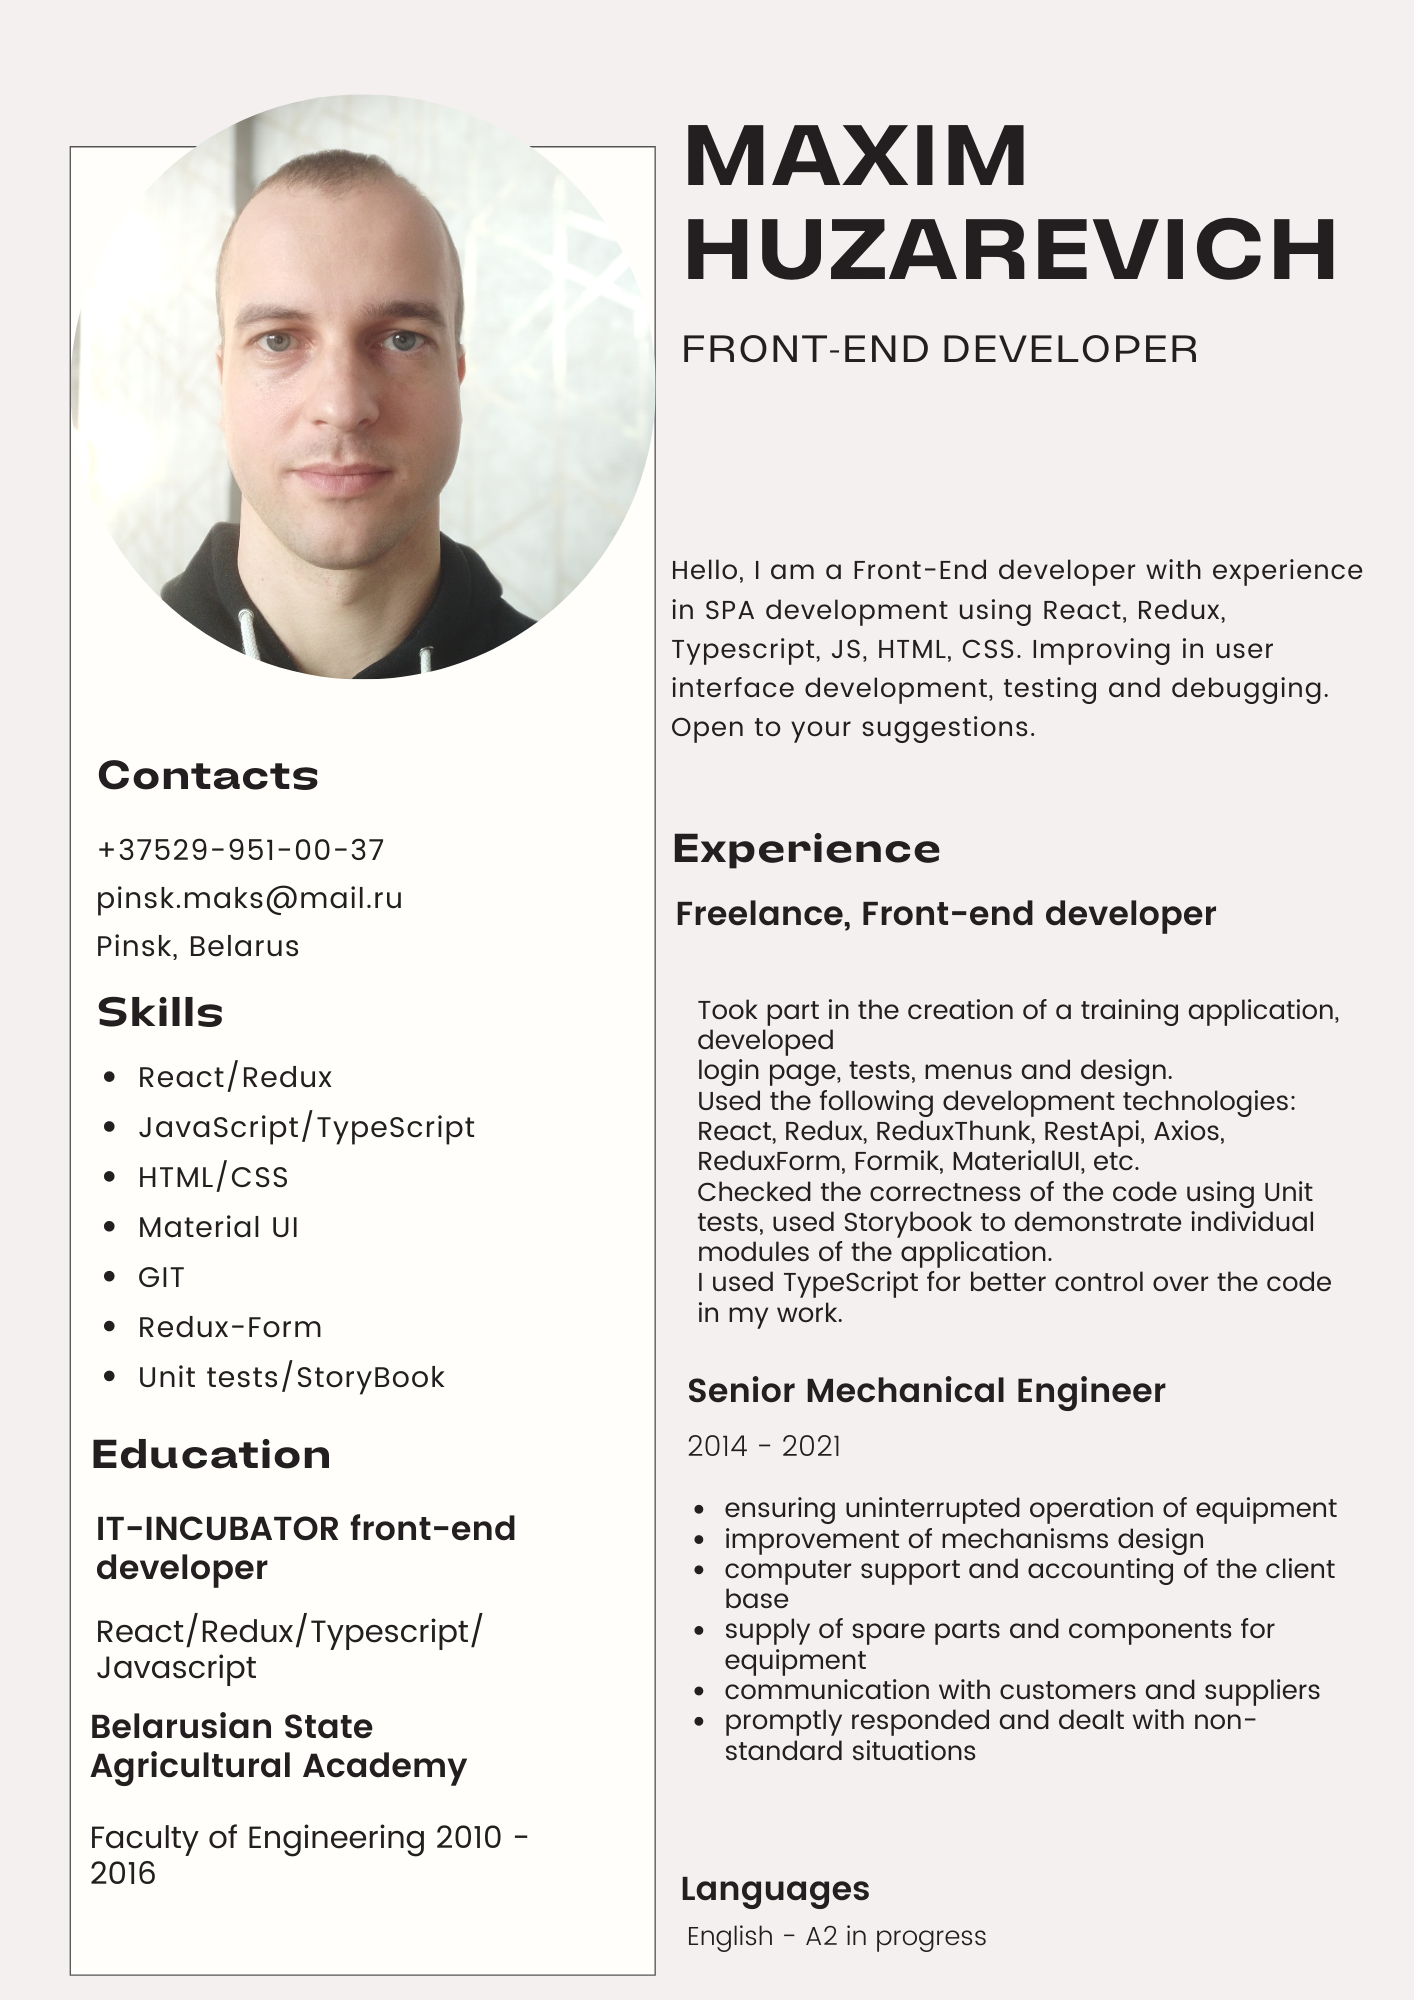 MAXIM
HUZAREVICH
FRONT-END DEVELOPER
Hello, I am a Front-End developer with experience
in SPA development using React, Redux,
Typescript, JS, HTML, CSS. Improving in user
interface development, testing and debugging.
Open to your suggestions.
Contacts
+37529-951-00-37
pinsk.maks@mail.ru
Pinsk, Belarus
Skills
• React/Redux
• JavaScript/TypeScript
• HTML/CSS
• Material UI
• GIT
• Redux-Form
• Unit tests/StoryBook
Education
IT-INCUBATOR front-end
developer
React/Redux/Typescript/
Javascript
Belarusian State
Agricultural Academy
Faculty of Engineering 2010 -
2016
Experience
Freelance, Front-end developer
Took part in the creation of a training application,
developed
login page, tests, menus and design.
Used the following development technologies:
React, Redux, ReduxThunk, RestApi, Axios,
ReduxForm, Formik, MaterialUI, etc.
Checked the correctness of the code using Unit
tests, used Storybook to demonstrate individual
modules of the application.
I used TypeScript for better control over the code
in my work.
Senior Mechanical Engineer
2014 - 2021
• ensuring uninterrupted operation of equipment
• improvement of mechanisms design
• computer support and accounting of the client
base
• supply of spare parts and components for
equipment
• communication with customers and suppliers
• promptly responded and dealt with non-
standard situations
Languages
English - A2 in progress